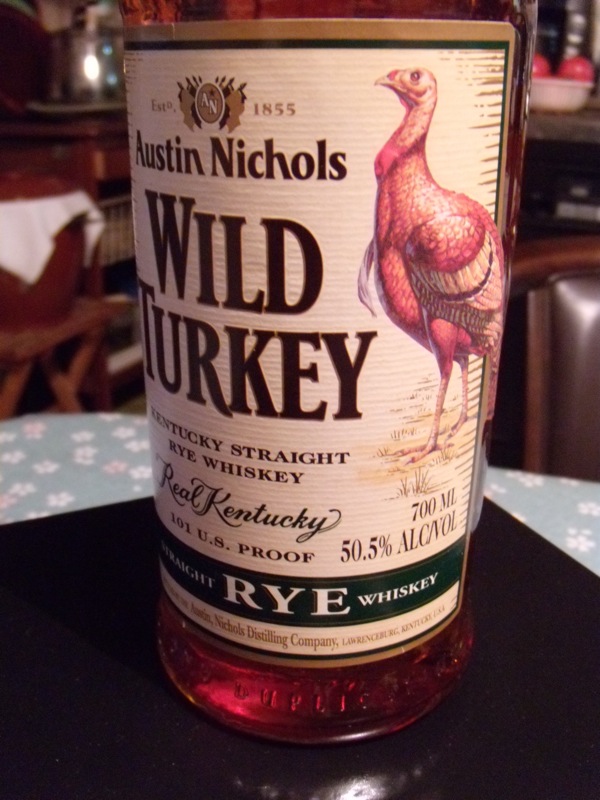 Estd. AN 1855
Austin Nichols
WILD
TURKEY
KENTUCKY STRAIGHT
RYE WHISKEY
Real Kentucky
101 U.S. PROOF
700 ML
50.5% ALC/VOL
STRAIGHT RYE WHISKEY
Austin, Nichols Distilling Company, LAWRENCEBURG, KENTUCKY, U.S.A.